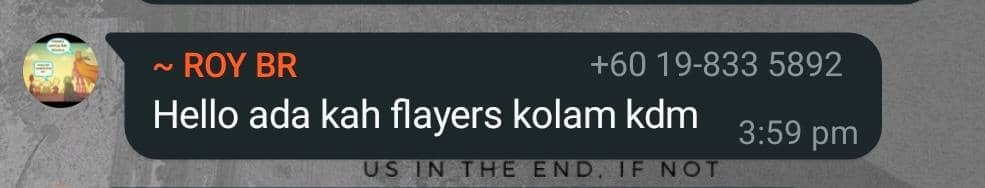 ~ ROY BR +60 19-833 5892
Hello ada kah flayers kolam kdm
3:59 pm
US IN THE END, IF NOT